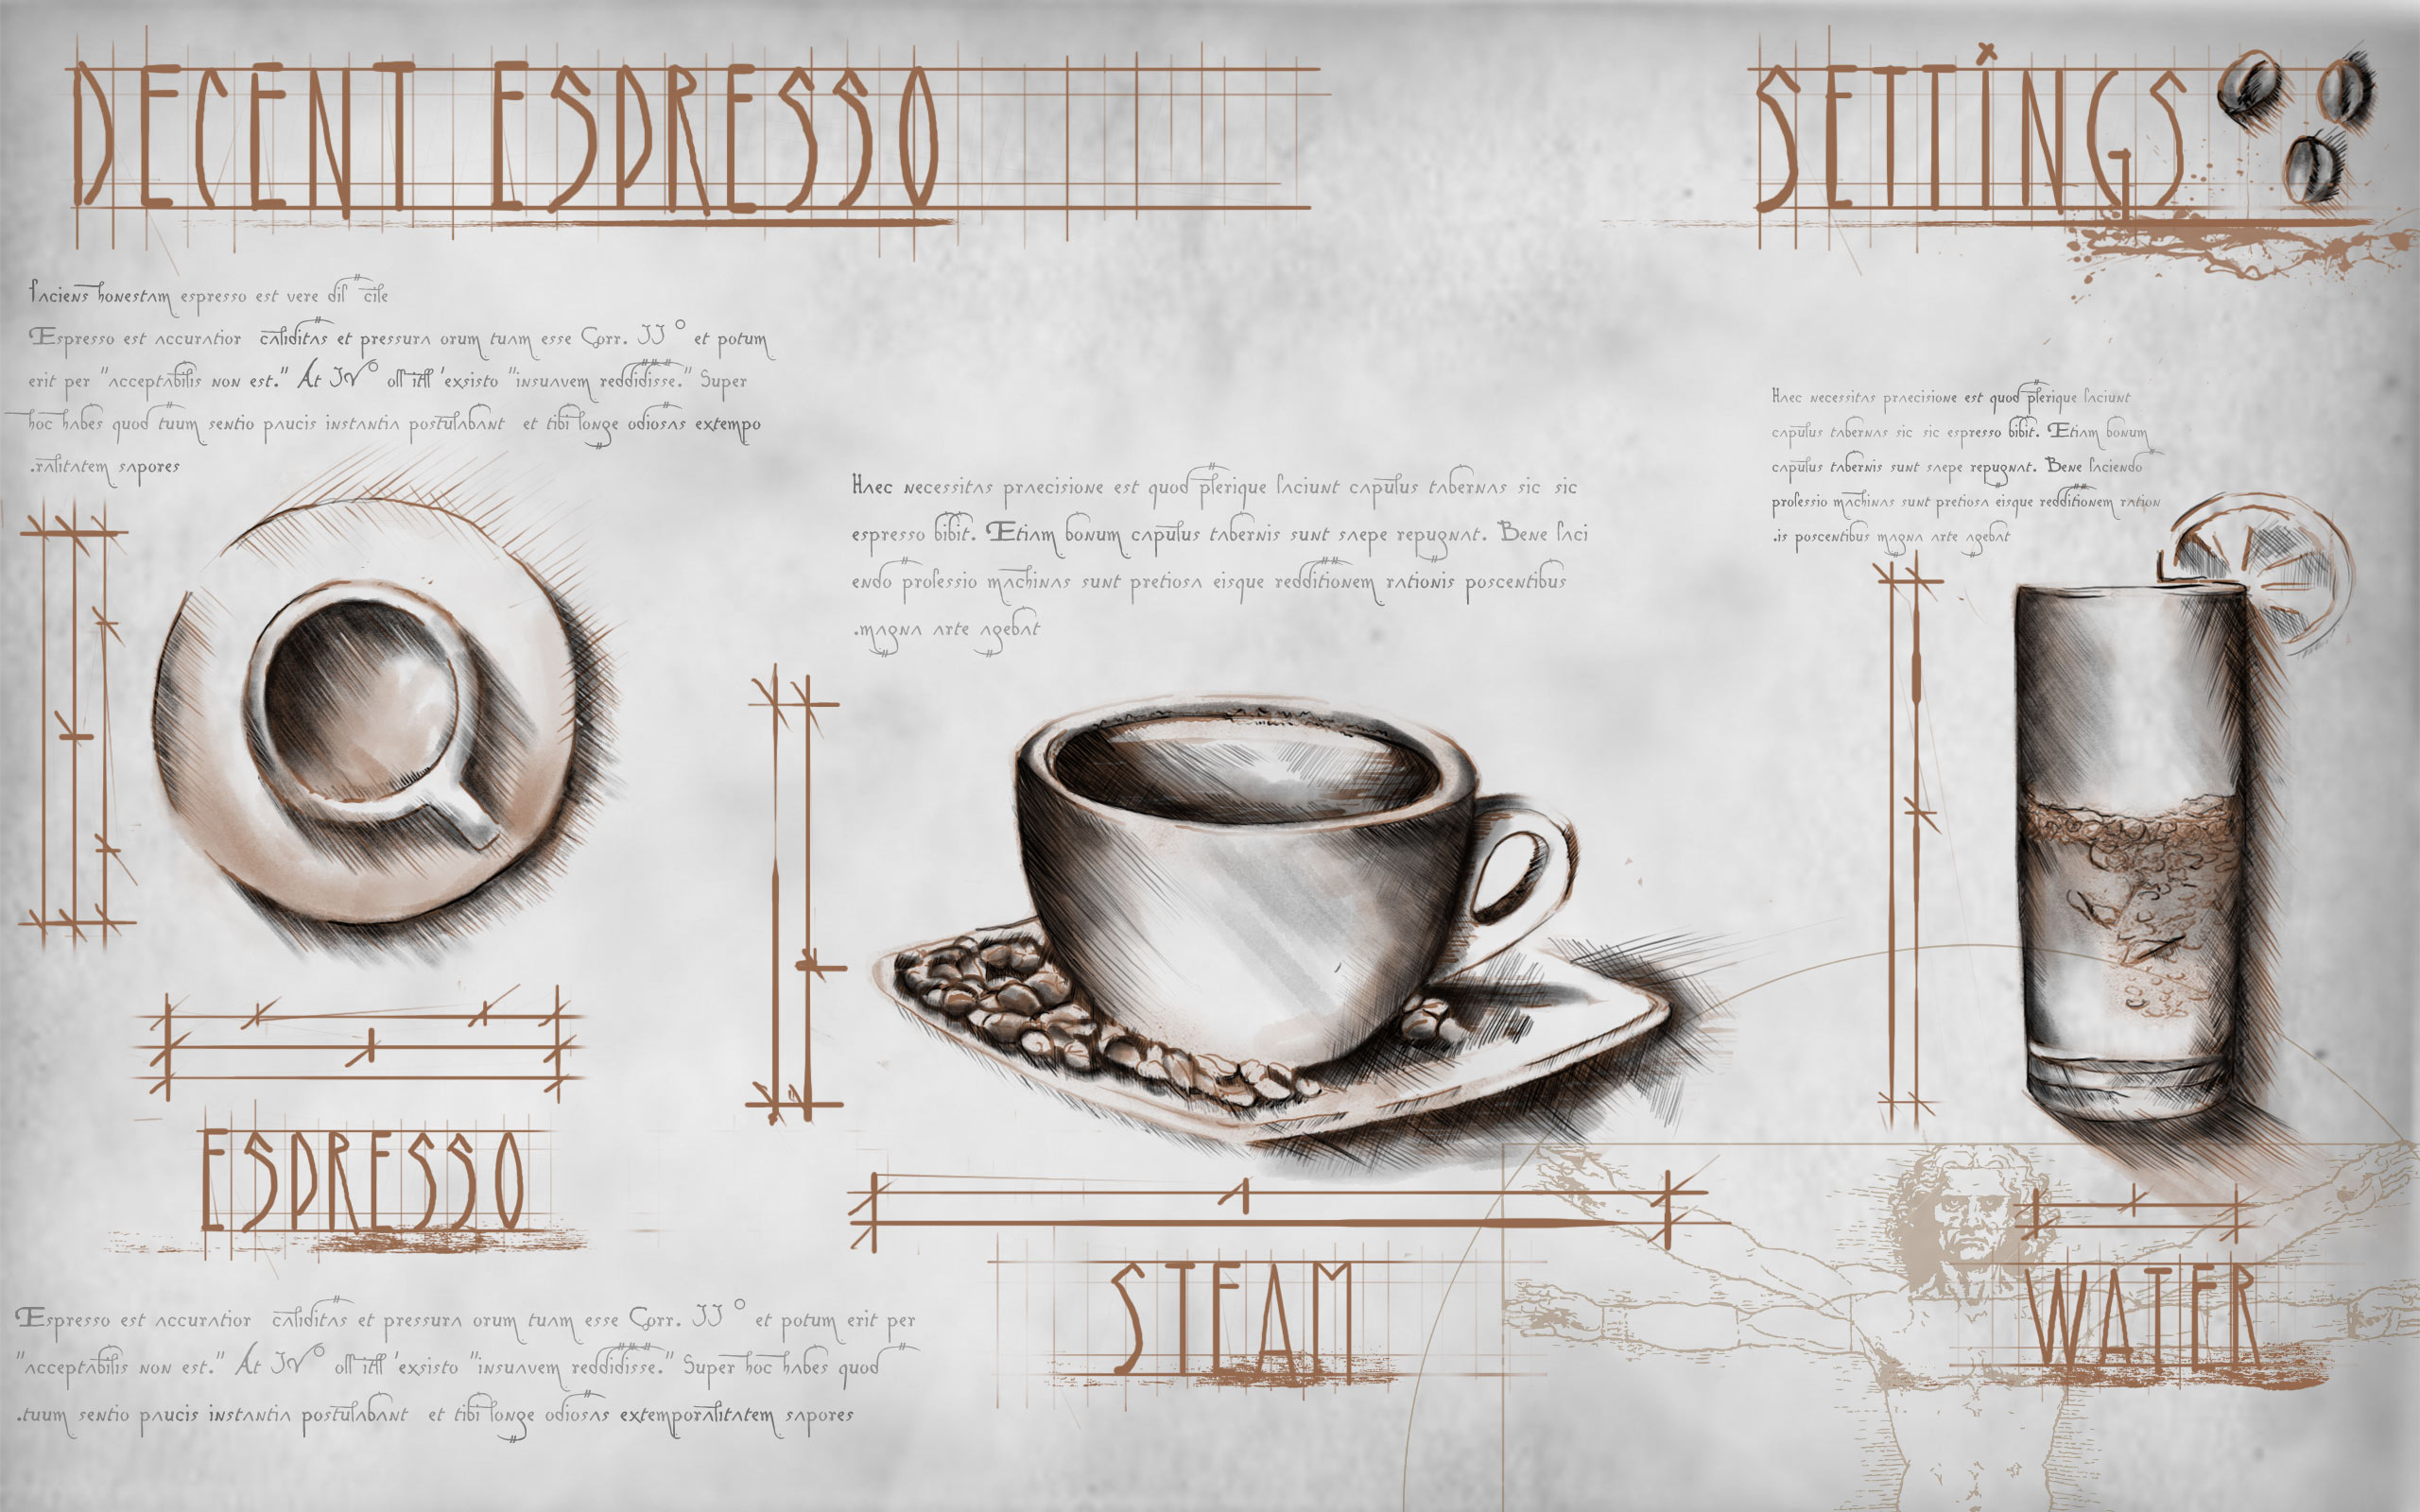 DECENT ESPRESSO
SETTINGS
faciens honestam espresso est vere dif cile
Espresso est accuratior caliditas et pressura orum tuam esse Corr. JJ° et potum
erit per "acceptabilis non est." At JV° 'exsisto "insuavem reddidisse." Super
hoc habes quod tuum sentio paucis instantia postulabant et tibi longe odiosas extempo
.ralitatem sapores
Haec necessitas praecisione est quod plerique faciunt
capulus tabernas sic sic espresso bibit. Etiam bonum
capulus tabernis sunt saepe repugnat. Bene faciendo
professio machinas sunt pretiosa eisque redditionem ration
.is poscentibus magna arte agebat
Haec necessitas praecisione est quod plerique faciunt capulus tabernas sic sic
espresso bibit. Etiam bonum capulus tabernis sunt saepe repugnat. Bene faci
endo professio machinas sunt pretiosa eisque redditionem rationis poscentibus
.magna arte agebat
ESPRESSO
STEAM
WATER
Espresso est accuratior caliditas et pressura orum tuam esse Corr. JJ° et potum erit per
"acceptabilis non est." At JV° 'exsisto "insuavem reddidisse." Super hoc habes quod
.tuum sentio paucis instantia postulabant et tibi longe odiosas extemporalitatem sapores